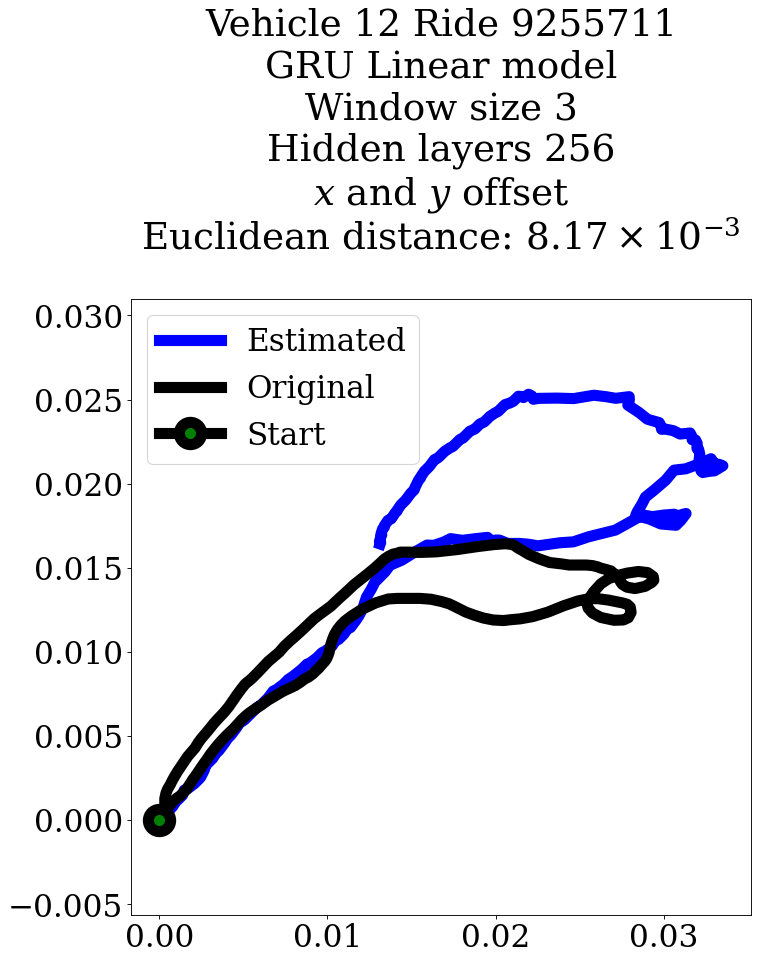 Vehicle 12 Ride 9255711
GRU Linear model
Window size 3
Hidden layers 256
x and y offset
Euclidean distance: 8.17 × 10⁻³
Estimated
Original
Start
0.030
0.025
0.020
0.015
0.010
0.005
0.000
−0.005
0.00 0.01 0.02 0.03